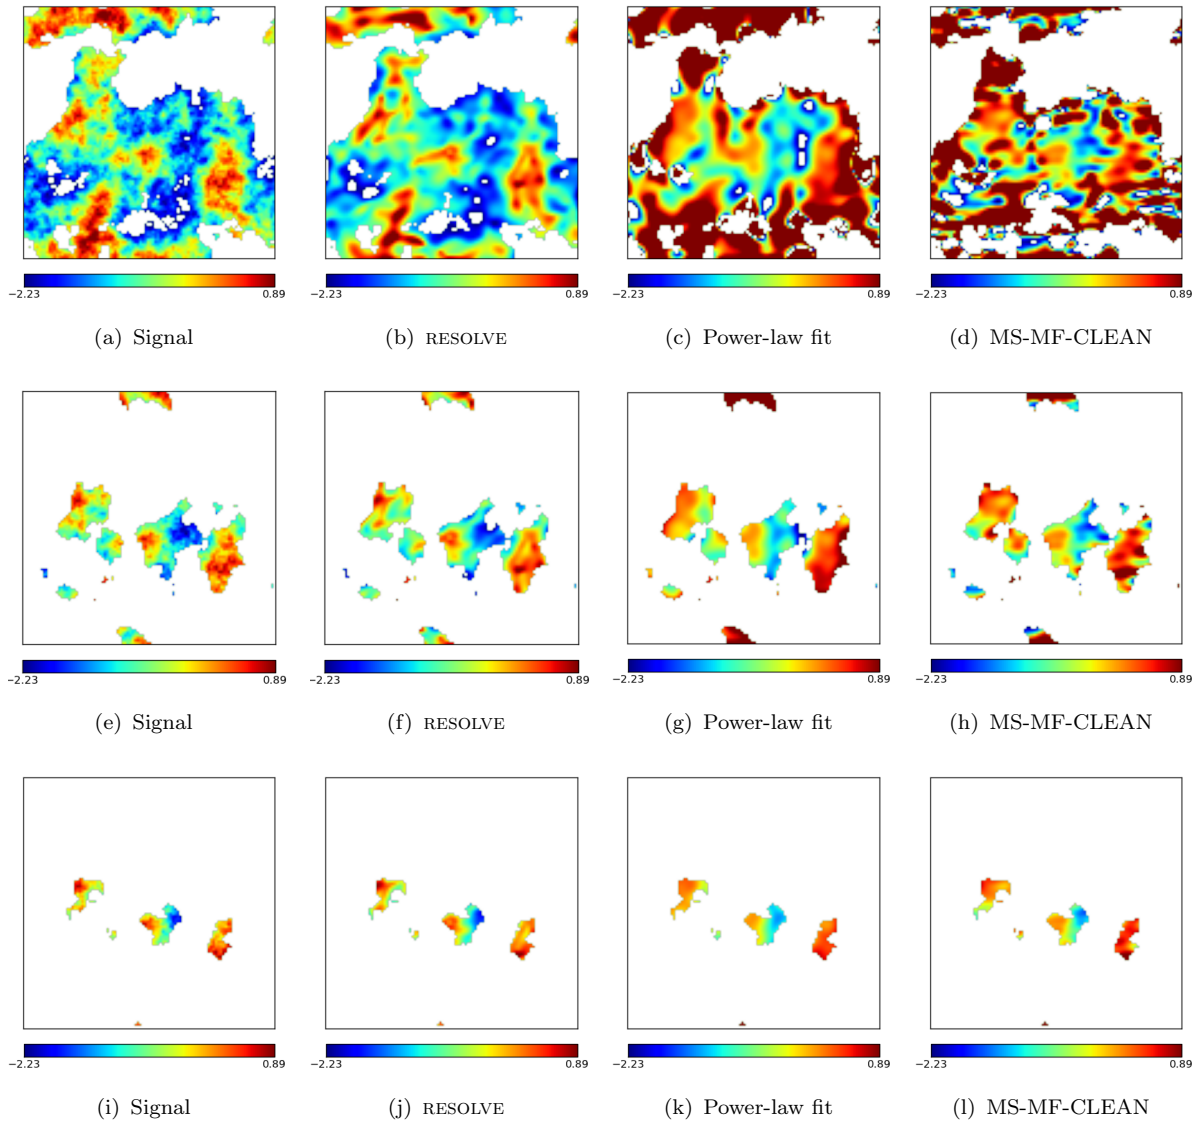 −2.23 0.89 −2.23 0.89 −2.23 0.89 −2.23 0.89
(a) Signal (b) RESOLVE (c) Power-law fit (d) MS-MF-CLEAN
−2.23 0.89 −2.23 0.89 −2.23 0.89 −2.23 0.89
(e) Signal (f) RESOLVE (g) Power-law fit (h) MS-MF-CLEAN
−2.23 0.89 −2.23 0.89 −2.23 0.89 −2.23 0.89
(i) Signal (j) RESOLVE (k) Power-law fit (l) MS-MF-CLEAN